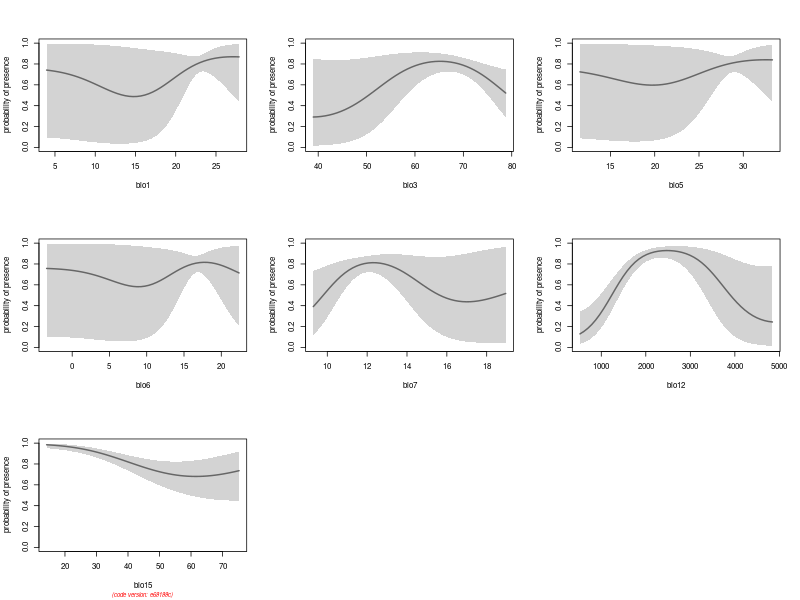 probability of presence
0.0 0.2 0.4 0.6 0.8 1.0
5 10 15 20 25
bio1
probability of presence
0.0 0.2 0.4 0.6 0.8 1.0
40 50 60 70 80
bio3
probability of presence
0.0 0.2 0.4 0.6 0.8 1.0
15 20 25 30
bio5
probability of presence
0.0 0.2 0.4 0.6 0.8 1.0
0 5 10 15 20
bio6
probability of presence
0.0 0.2 0.4 0.6 0.8 1.0
10 12 14 16 18
bio7
probability of presence
0.0 0.2 0.4 0.6 0.8 1.0
1000 2000 3000 4000 5000
bio12
probability of presence
0.0 0.2 0.4 0.6 0.8 1.0
20 30 40 50 60 70
bio15
(code version: